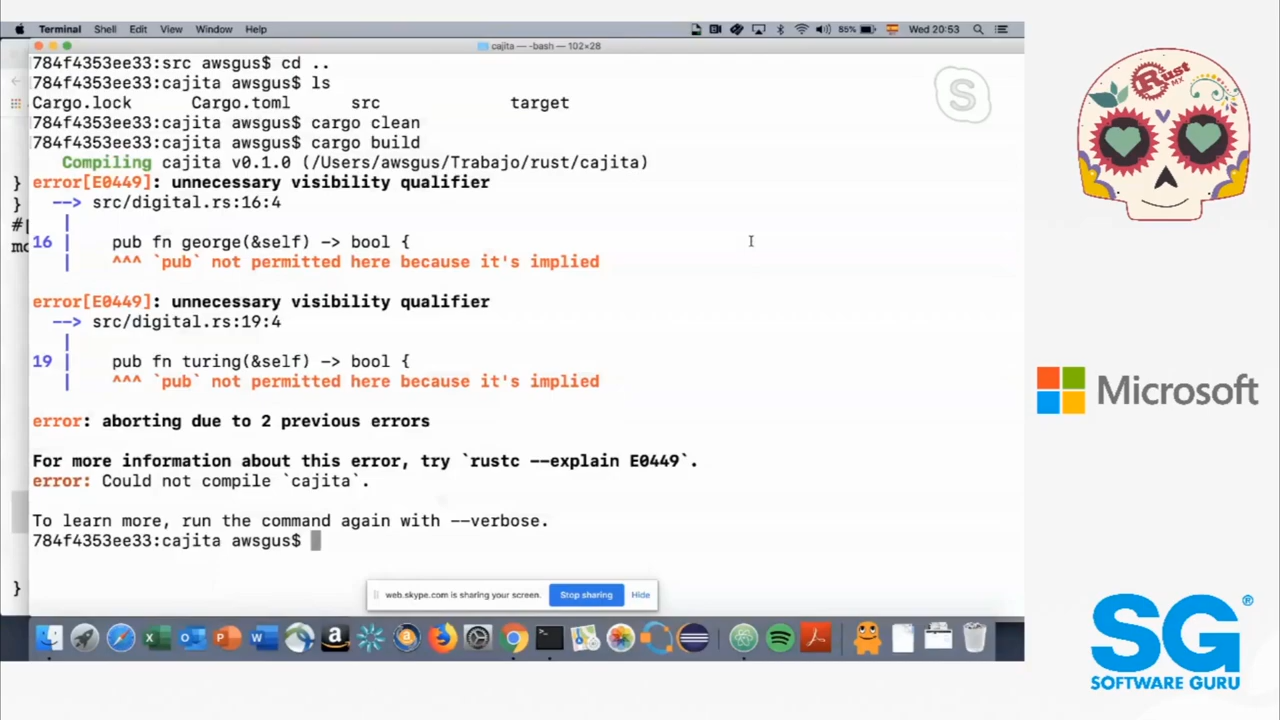 Terminal Shell Edit View Window Help 85% Wed 20:53
cajita — -bash — 102×28
784f4353ee33:src awsgus$ cd ..
784f4353ee33:cajita awsgus$ ls
Cargo.lock Cargo.toml src target
784f4353ee33:cajita awsgus$ cargo clean
784f4353ee33:cajita awsgus$ cargo build
Compiling cajita v0.1.0 (/Users/awsgus/Trabajo/rust/cajita)
error[E0449]: unnecessary visibility qualifier
--> src/digital.rs:16:4
|
16 | pub fn george(&self) -> bool {
| ^^^ `pub` not permitted here because it's implied
error[E0449]: unnecessary visibility qualifier
--> src/digital.rs:19:4
|
19 | pub fn turing(&self) -> bool {
| ^^^ `pub` not permitted here because it's implied
error: aborting due to 2 previous errors
For more information about this error, try `rustc --explain E0449`.
error: Could not compile `cajita`.
To learn more, run the command again with --verbose.
784f4353ee33:cajita awsgus$
}
}
#[
mo
}
web.skype.com is sharing your screen. Stop sharing Hide
S
Rust MX
Microsoft
SG®
SOFTWARE GURU